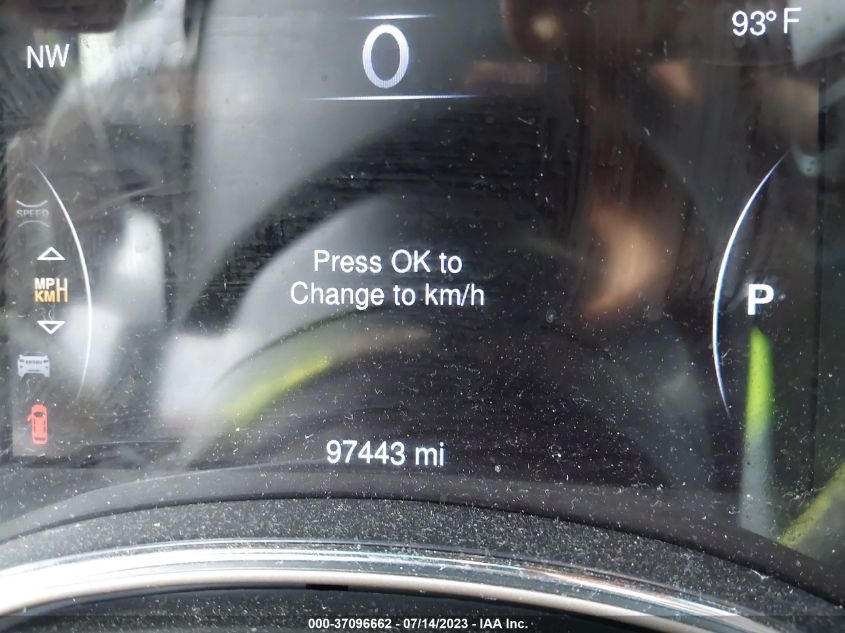 NW
0
93° F
SPEED
MPH
KM
Press OK to
Change to km/h
P
97443 mi
000-37096662 - 07/14/2023 - IAA Inc.